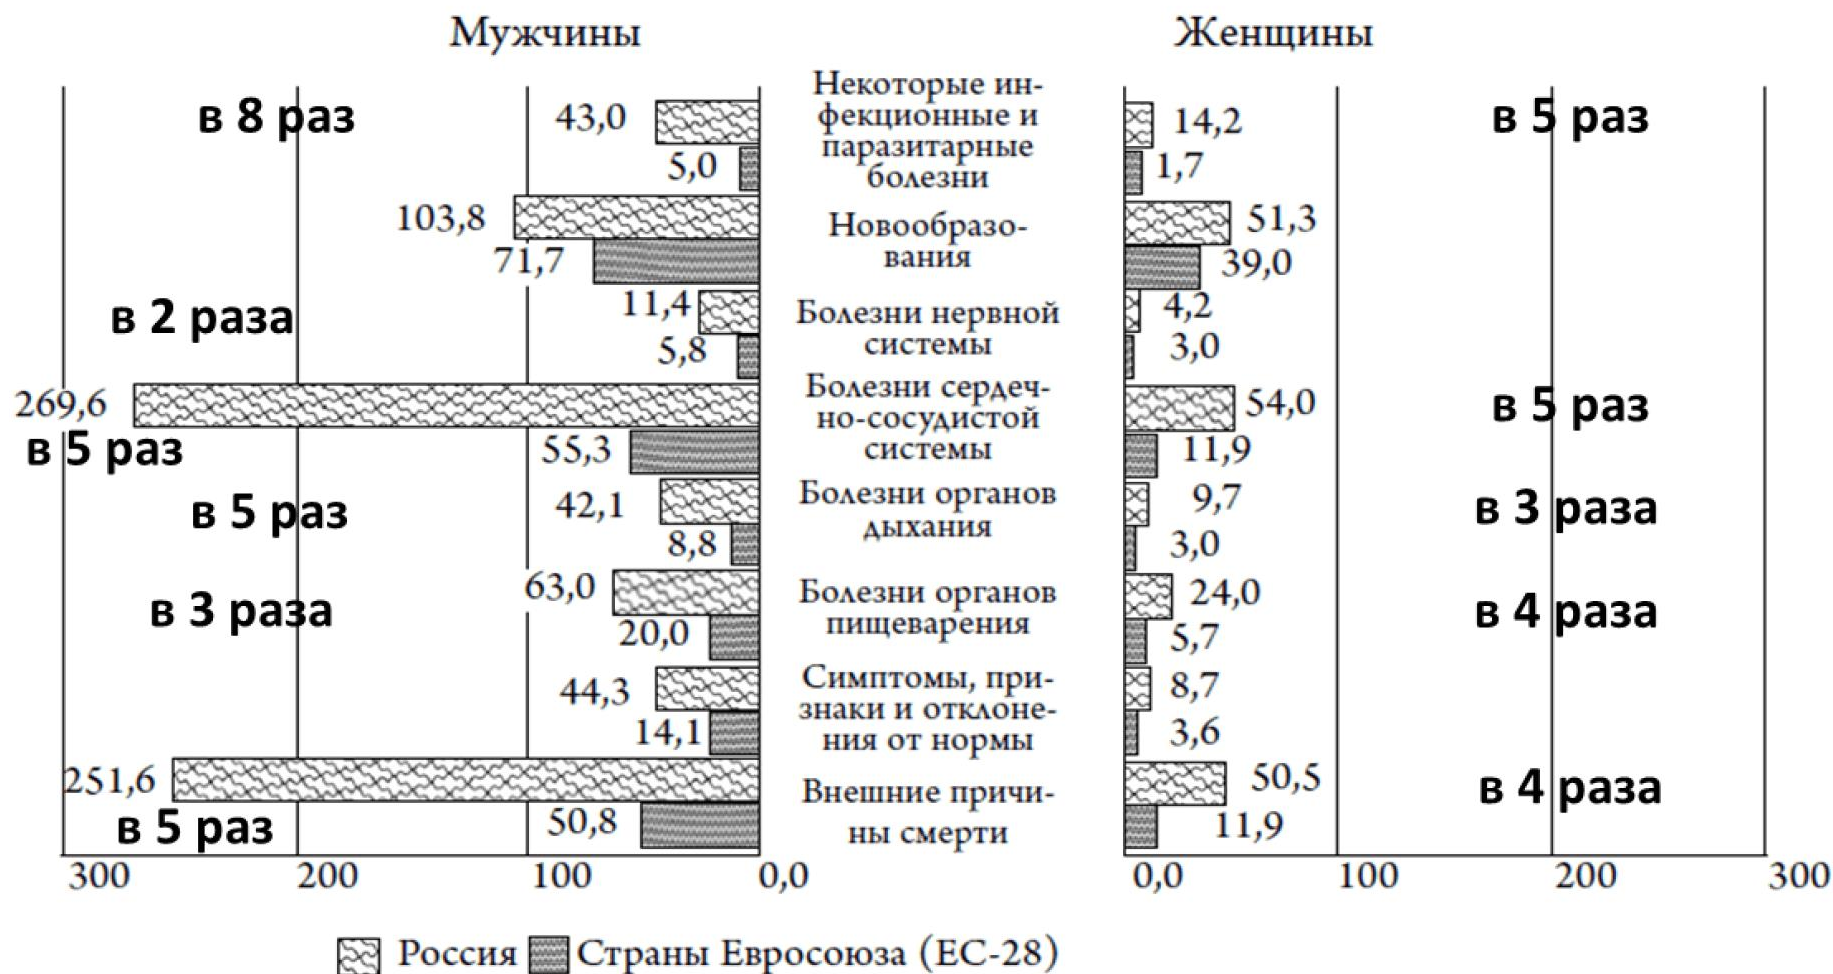 Мужчины
Женщины
в 8 раз
43,0
5,0
Некоторые ин-
фекционные и
паразитарные
болезни
14,2
1,7
в 5 раз
103,8
71,7
Новообразо-
вания
51,3
39,0
в 2 раза
11,4
5,8
Болезни нервной
системы
4,2
3,0
269,6
в 5 раз
55,3
Болезни сердеч-
но-сосудистой
системы
54,0
11,9
в 5 раз
в 5 раз
42,1
8,8
Болезни органов
дыхания
9,7
3,0
в 3 раза
в 3 раза
63,0
20,0
Болезни органов
пищеварения
24,0
5,7
в 4 раза
44,3
14,1
Симптомы, при-
знаки и отклоне-
ния от нормы
8,7
3,6
251,6
в 5 раз
50,8
Внешние причи-
ны смерти
50,5
11,9
в 4 раза
300 200 100 0,0
0,0 100 200 300
Россия Страны Евросоюза (ЕС-28)